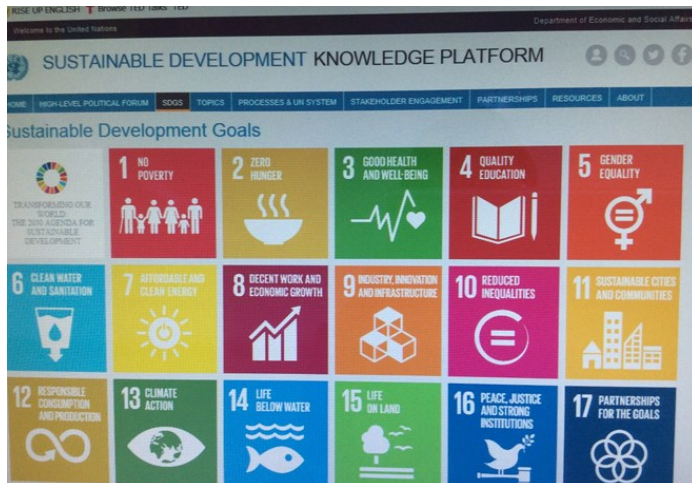 RISE UP ENGLISH Browse TED Talks TED
Welcome to the United Nations
Department of Economic and Social Affairs
SUSTAINABLE DEVELOPMENT KNOWLEDGE PLATFORM
HOME HIGH-LEVEL POLITICAL FORUM SDGS TOPICS PROCESSES & UN SYSTEM STAKEHOLDER ENGAGEMENT PARTNERSHIPS RESOURCES ABOUT
Sustainable Development Goals
TRANSFORMING OUR
WORLD:
THE 2030 AGENDA FOR
SUSTAINABLE
DEVELOPMENT
1 NO
POVERTY
2 ZERO
HUNGER
3 GOOD HEALTH
AND WELL-BEING
4 QUALITY
EDUCATION
5 GENDER
EQUALITY
6 CLEAN WATER
AND SANITATION
7 AFFORDABLE AND
CLEAN ENERGY
8 DECENT WORK AND
ECONOMIC GROWTH
9 INDUSTRY, INNOVATION
AND INFRASTRUCTURE
10 REDUCED
INEQUALITIES
11 SUSTAINABLE CITIES
AND COMMUNITIES
12 RESPONSIBLE
CONSUMPTION
AND PRODUCTION
13 CLIMATE
ACTION
14 LIFE
BELOW WATER
15 LIFE
ON LAND
16 PEACE, JUSTICE
AND STRONG
INSTITUTIONS
17 PARTNERSHIPS
FOR THE GOALS